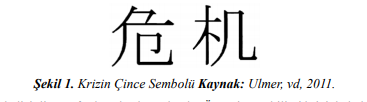 危机
Şekil 1. Krizin Çince Sembolü Kaynak: Ulmer, vd, 2011.